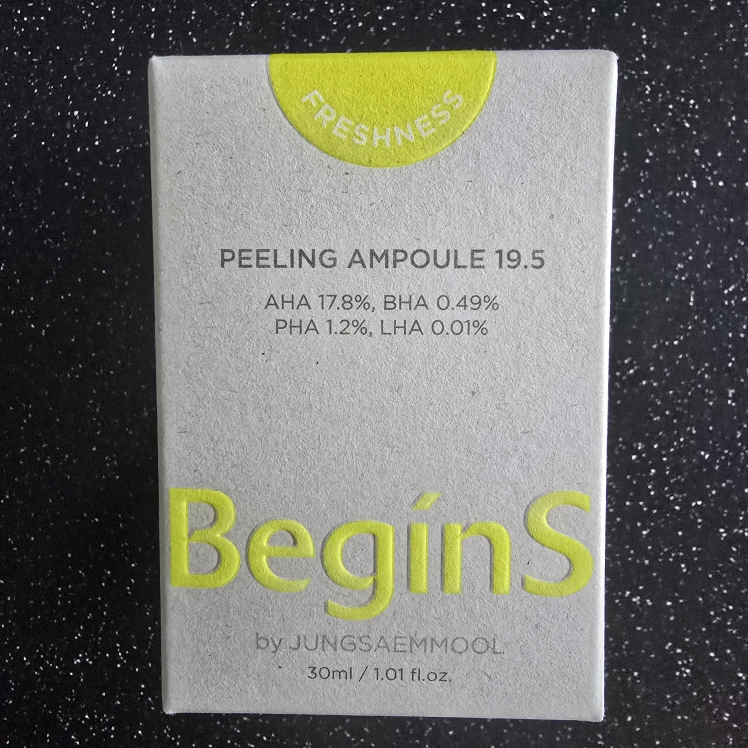 FRESHNESS
PEELING AMPOULE 19.5
AHA 17.8%, BHA 0.49%
PHA 1.2%, LHA 0.01%
BegínS
by JUNGSAEMMOOL
30ml / 1.01 fl.oz.